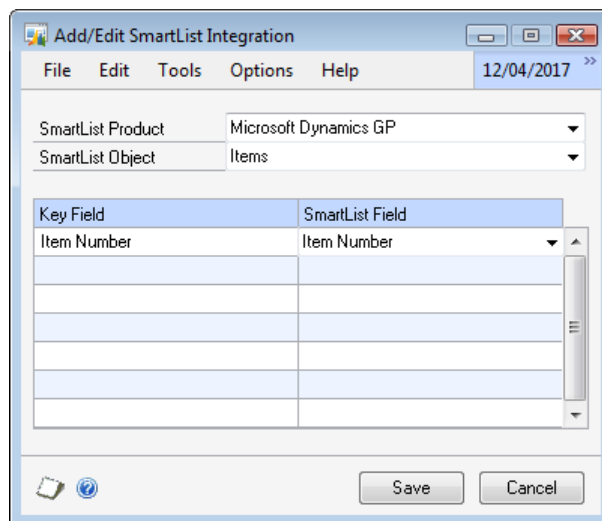 Add/Edit SmartList Integration
File Edit Tools Options Help 12/04/2017 »
SmartList Product Microsoft Dynamics GP
SmartList Object Items
Key Field SmartList Field
Item Number Item Number
Save Cancel